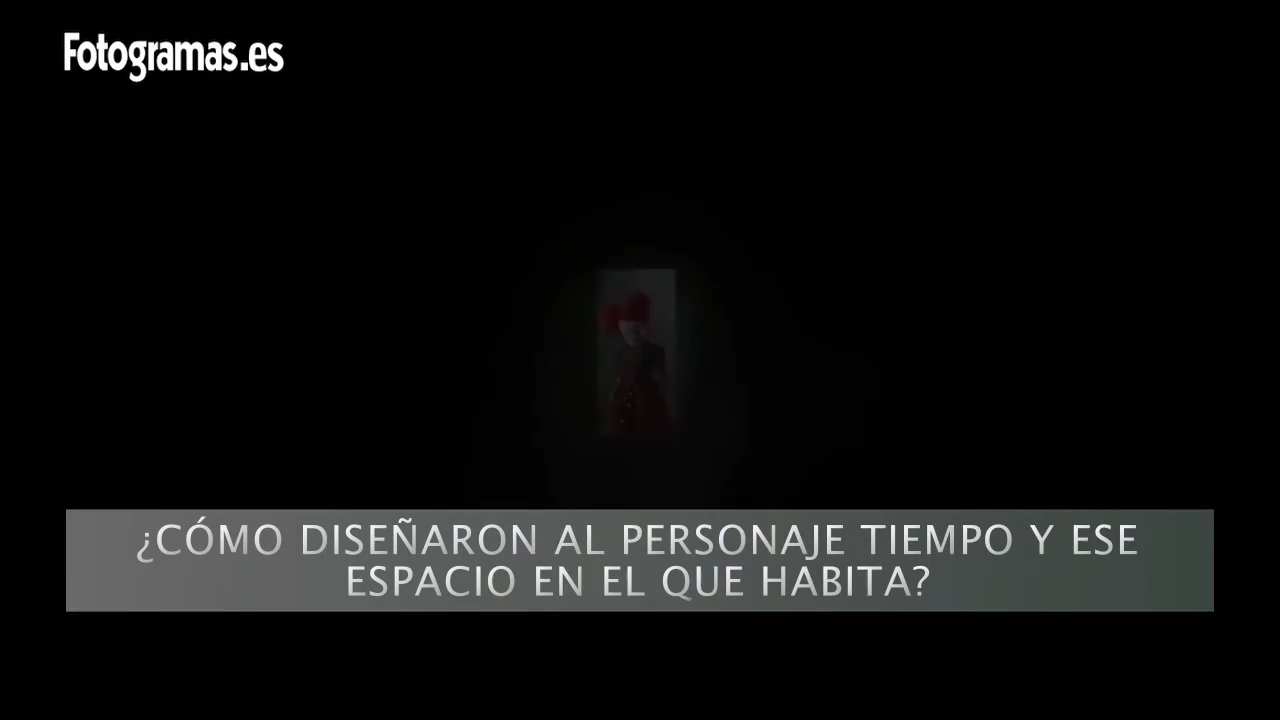 Fotogramas.es
¿CÓMO DISEÑARON AL PERSONAJE TIEMPO Y ESE
ESPACIO EN EL QUE HABITA?